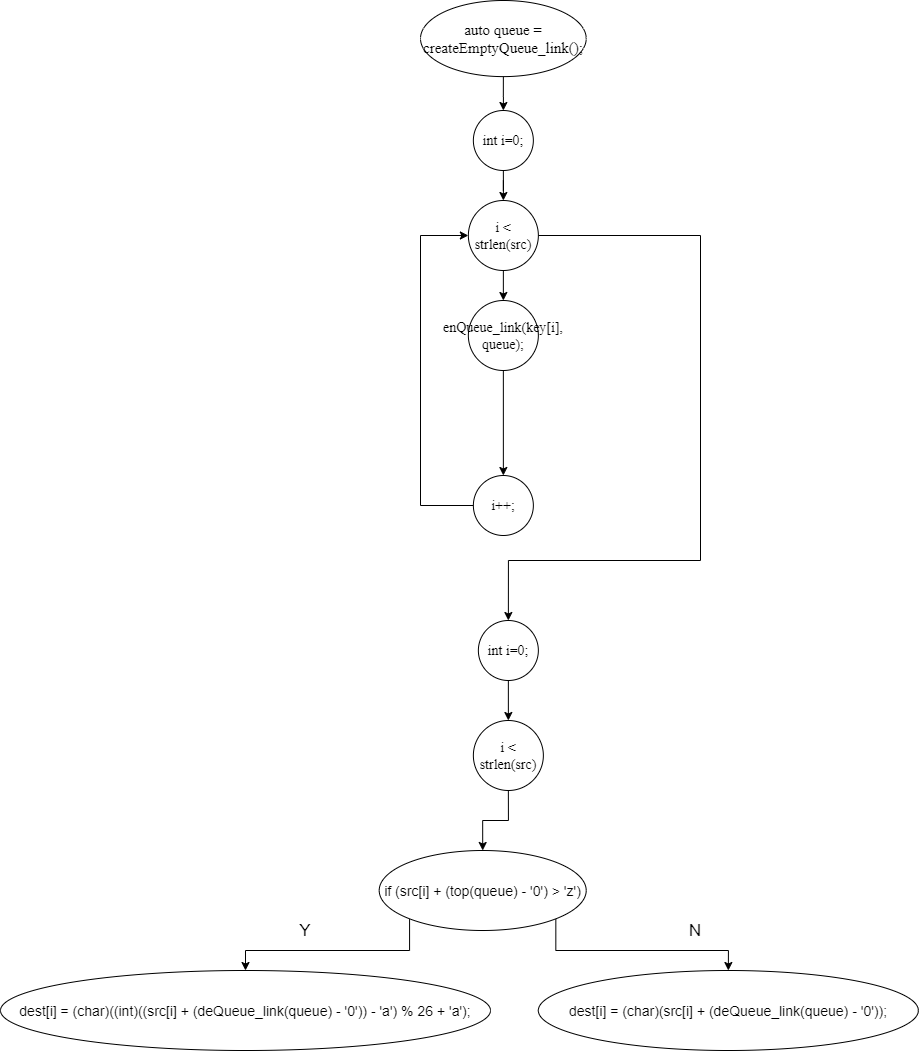 auto queue =
createEmptyQueue_link();
int i=0;
i <
strlen(src)
enQueue_link(key[i],
queue);
i++;
int i=0;
i <
strlen(src)
if (src[i] + (top(queue) - '0') > 'z')
Y
N
dest[i] = (char)((int)((src[i] + (deQueue_link(queue) - '0')) - 'a') % 26 + 'a');
dest[i] = (char)(src[i] + (deQueue_link(queue) - '0'));